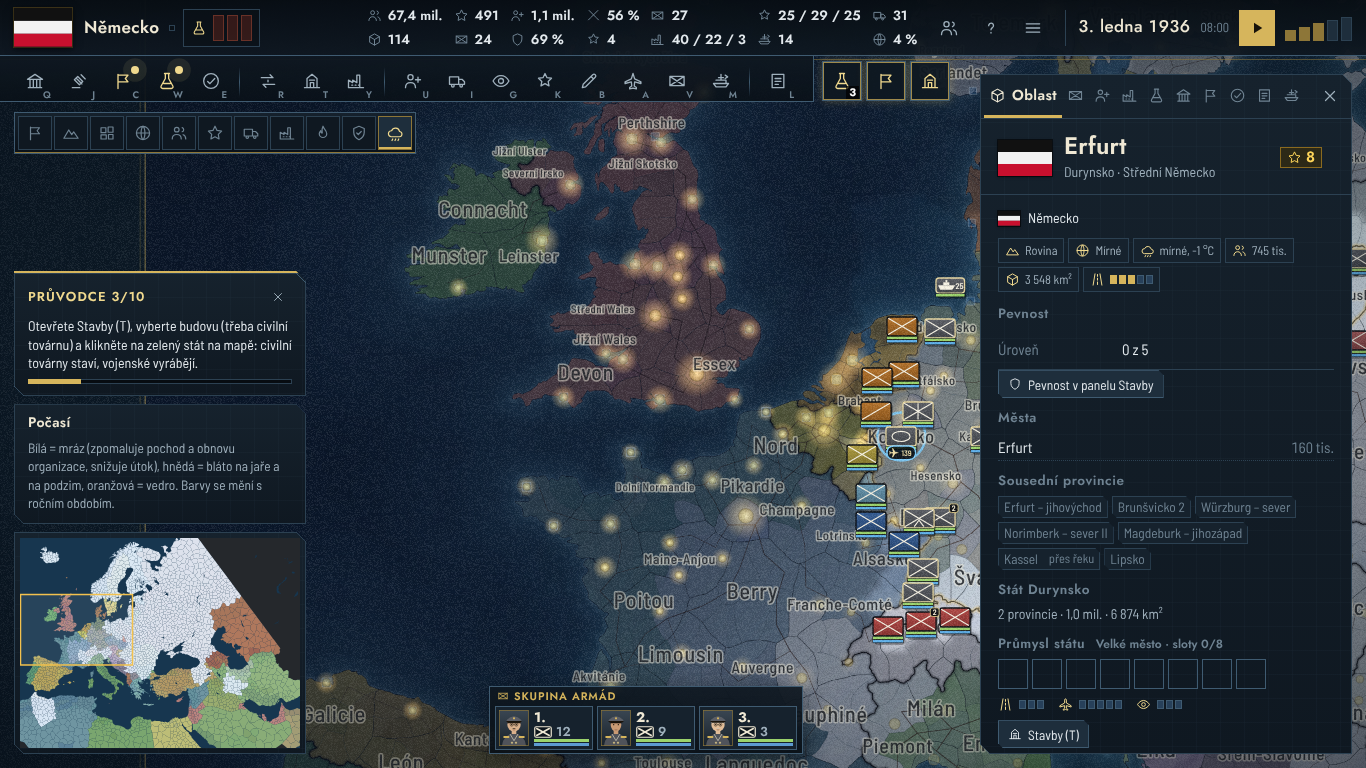 Německo
67,4 mil.
491
1,1 mil.
56 %
27
25 / 29 / 25
31
114
24
69 %
4
40 / 22 / 3
14
4 %
?
3. ledna 1936
08:00
Q
J
C
W
E
R
T
Y
U
I
G
K
B
A
V
M
L
3
PRŮVODCE 3/10
Otevřete Stavby (T), vyberte budovu (třeba civilní
továrnu) a klikněte na zelený stát na mapě: civilní
továrny staví, vojenské vyrábějí.
Počasí
Bílá = mráz (zpomaluje pochod a obnovu
organizace, snižuje útok), hnědá = bláto na jaře a
na podzim, oranžová = vedro. Barvy se mění s
ročním obdobím.
Perthshire
Jižní Ulster
Jižní Skotsko
Severní Irsko
Connacht
Munster
Leinster
Střední Wales
Jižní Wales
Essex
Devon
25
Nord
139
Hesensko
Dolní Normandie
Pikardie
Champagne
2
Maine-Anjou
Poitou
Berry
Franche-Comté
2
Limousin
Auvergne
Akvitánie
Galicie
Milán
Piemont
León
Toulouse
Languedoc
SKUPINA ARMÁD
1.
12
2.
9
3.
3
Oblast
Erfurt
8
Durynsko · Střední Německo
Německo
Rovina
Mírné
mírné, -1 °C
745 tis.
3 548 km²
Pevnost
Úroveň
0 z 5
Pevnost v panelu Stavby
Města
Erfurt
160 tis.
Sousední provincie
Erfurt – jihovýchod
Brunšvicko 2
Würzburg – sever
Norimberk – sever II
Magdeburk – jihozápad
Kassel přes řeku
Lipsko
Stát Durynsko
2 provincie · 1,0 mil. · 6 874 km²
Průmysl státu
Velké město · sloty 0/8
Stavby (T)